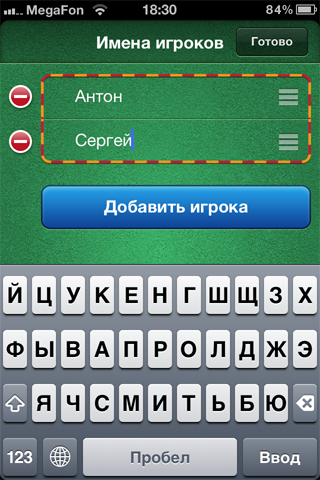 MegaFon 18:30 84%
Имена игроков Готово
Антон
Сергей
Добавить игрока
Й Ц У К Е Н Г Ш Щ З Х
Ф Ы В А П Р О Л Д Ж Э
Я Ч С М И Т Ь Б Ю
123 Пробел Ввод